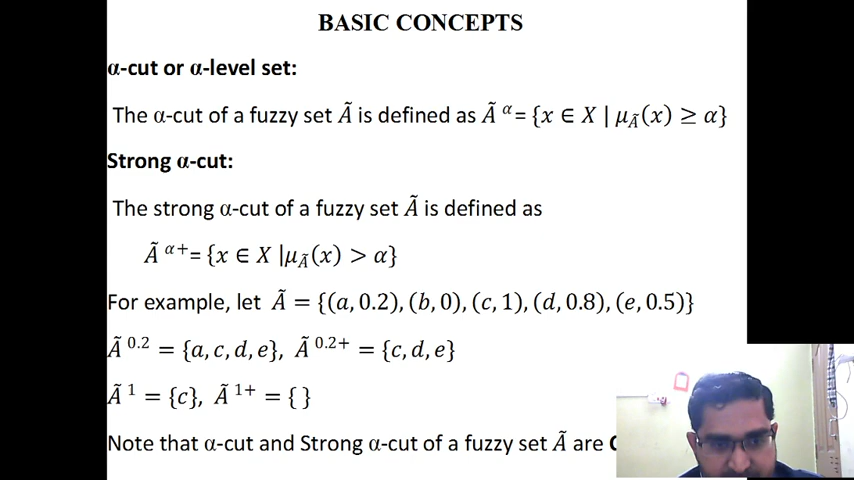 BASIC CONCEPTS
α-cut or α-level set:
The α-cut of a fuzzy set Ã is defined as Ã ᵅ= {x ∈ X | μ_Ã(x) ≥ α}
Strong α-cut:
The strong α-cut of a fuzzy set Ã is defined as
Ã ᵅ⁺= {x ∈ X |μ_Ã(x) > α}
For example, let Ã = {(a, 0.2), (b, 0), (c, 1), (d, 0.8), (e, 0.5)}
Ã ^0.2 = {a, c, d, e}, Ã ^0.2+ = {c, d, e}
Ã ^1 = {c}, Ã ^1+ = { }
Note that α-cut and Strong α-cut of a fuzzy set Ã are